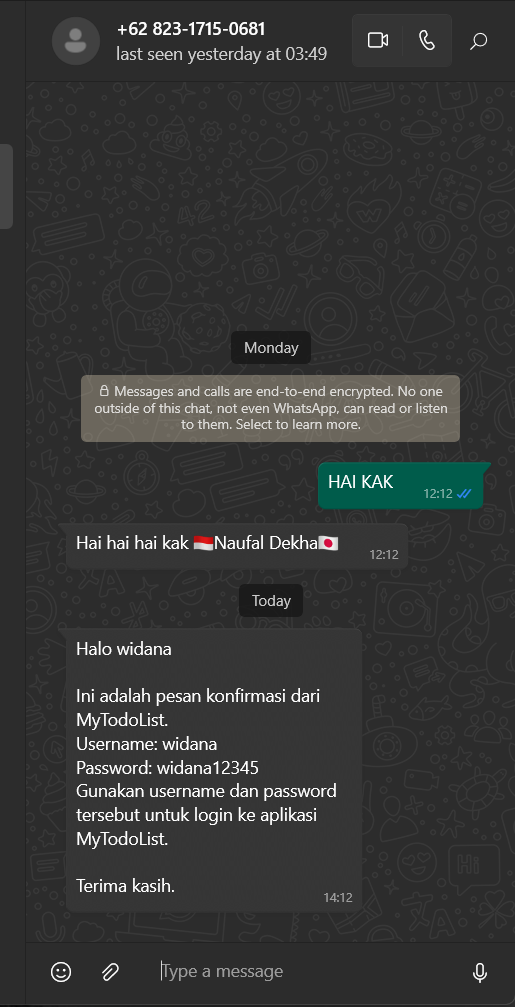 +62 823-1715-0681
last seen yesterday at 03:49
Monday
Messages and calls are end-to-end encrypted. No one
outside of this chat, not even WhatsApp, can read or listen
to them. Select to learn more.
HAI KAK
12:12
Hai hai hai kak 🇮🇩Naufal Dekha🇯🇵
12:12
Today
Halo widana
Ini adalah pesan konfirmasi dari
MyTodoList.
Username: widana
Password: widana12345
Gunakan username dan password
tersebut untuk login ke aplikasi
MyTodoList.
Terima kasih.
14:12
Type a message